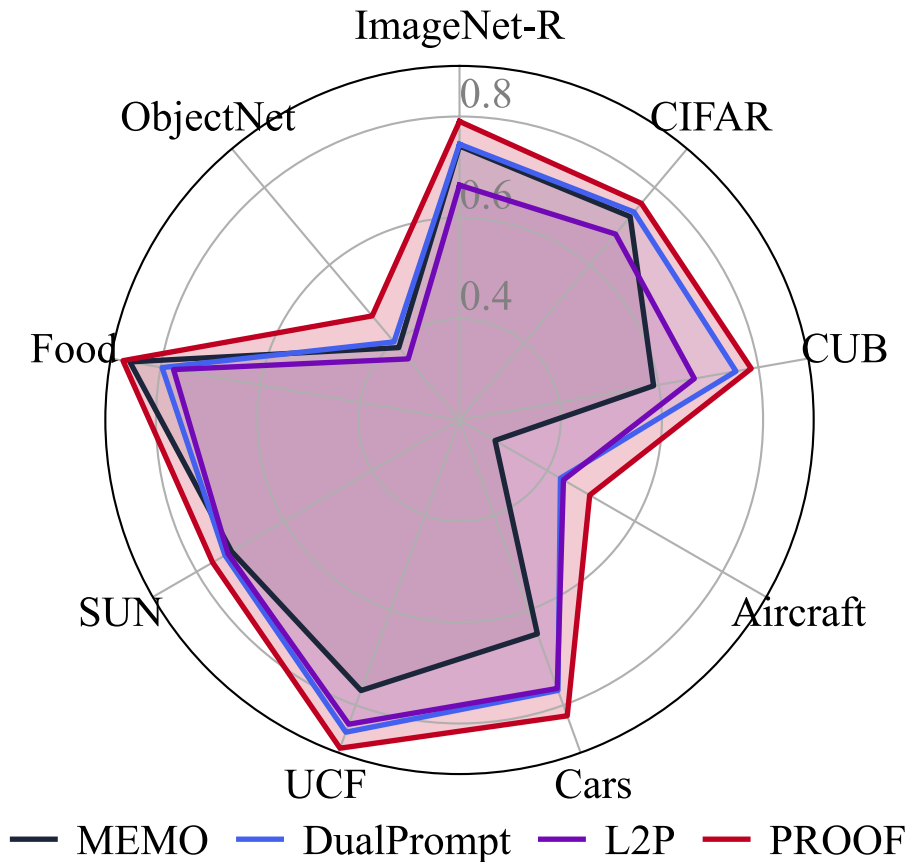 ImageNet-R
ObjectNet
CIFAR
0.8
0.6
0.4
Food
CUB
SUN
Aircraft
UCF
Cars
MEMO DualPrompt L2P PROOF